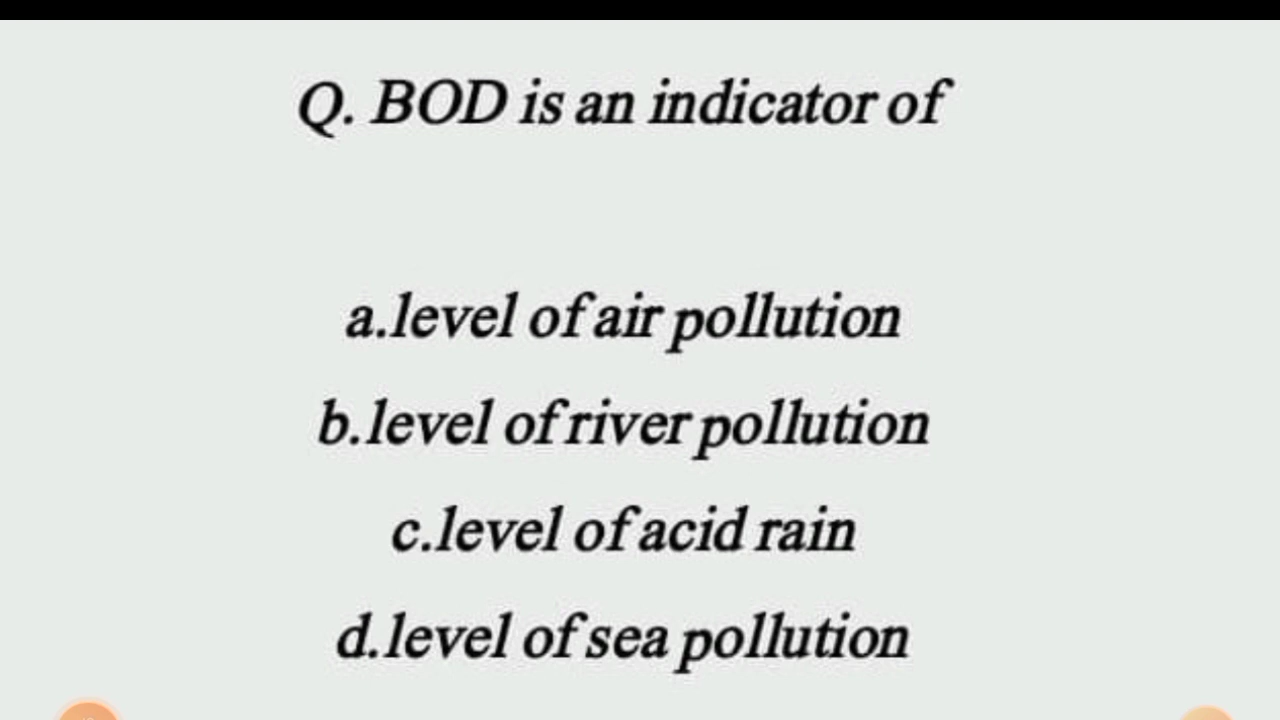 Q. BOD is an indicator of
a.level of air pollution
b.level of river pollution
c.level of acid rain
d.level of sea pollution